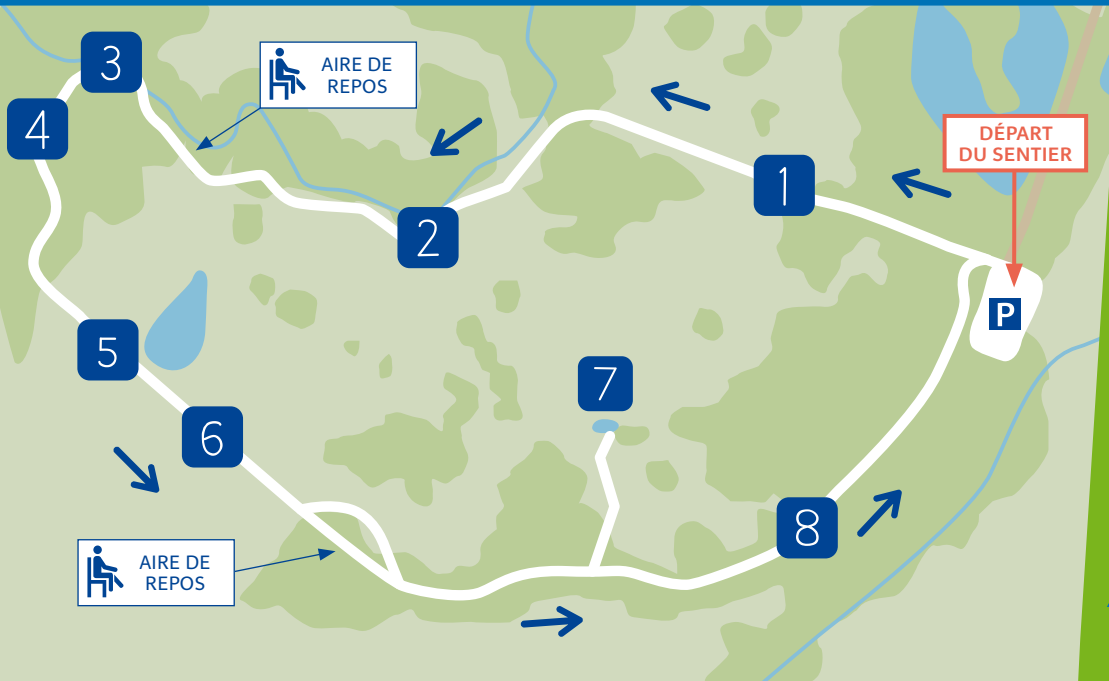 3
AIRE DE
REPOS
4
DÉPART
DU SENTIER
1
2
P
5
7
6
8
AIRE DE
REPOS